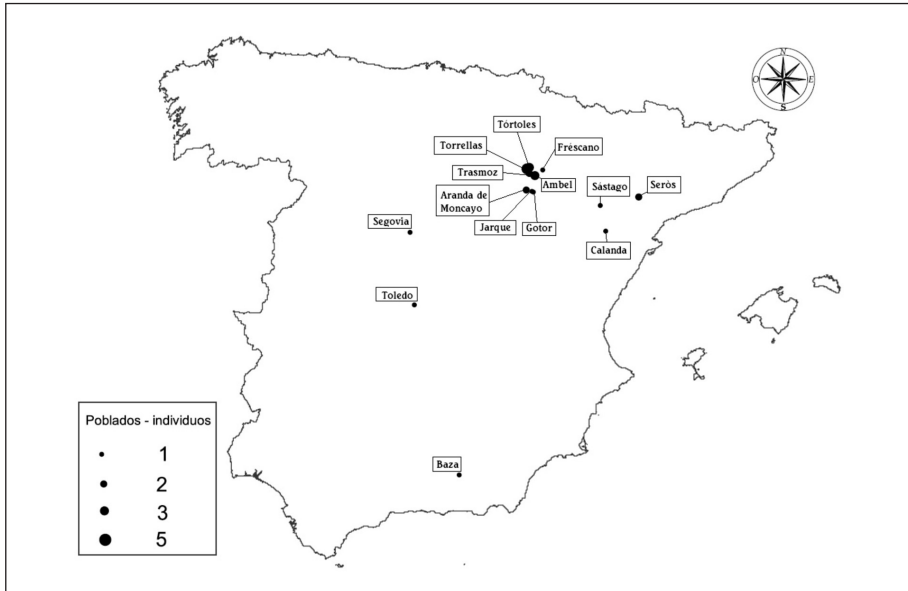 N
O
E
S
Tórtoles
Torrellas
Fréscano
Trasmoz
Ambel
Aranda de
Moncayo
Sástago
Seròs
Jarque
Gotor
Segovia
Calanda
Toledo
Baza
Poblados - individuos
1
2
3
5